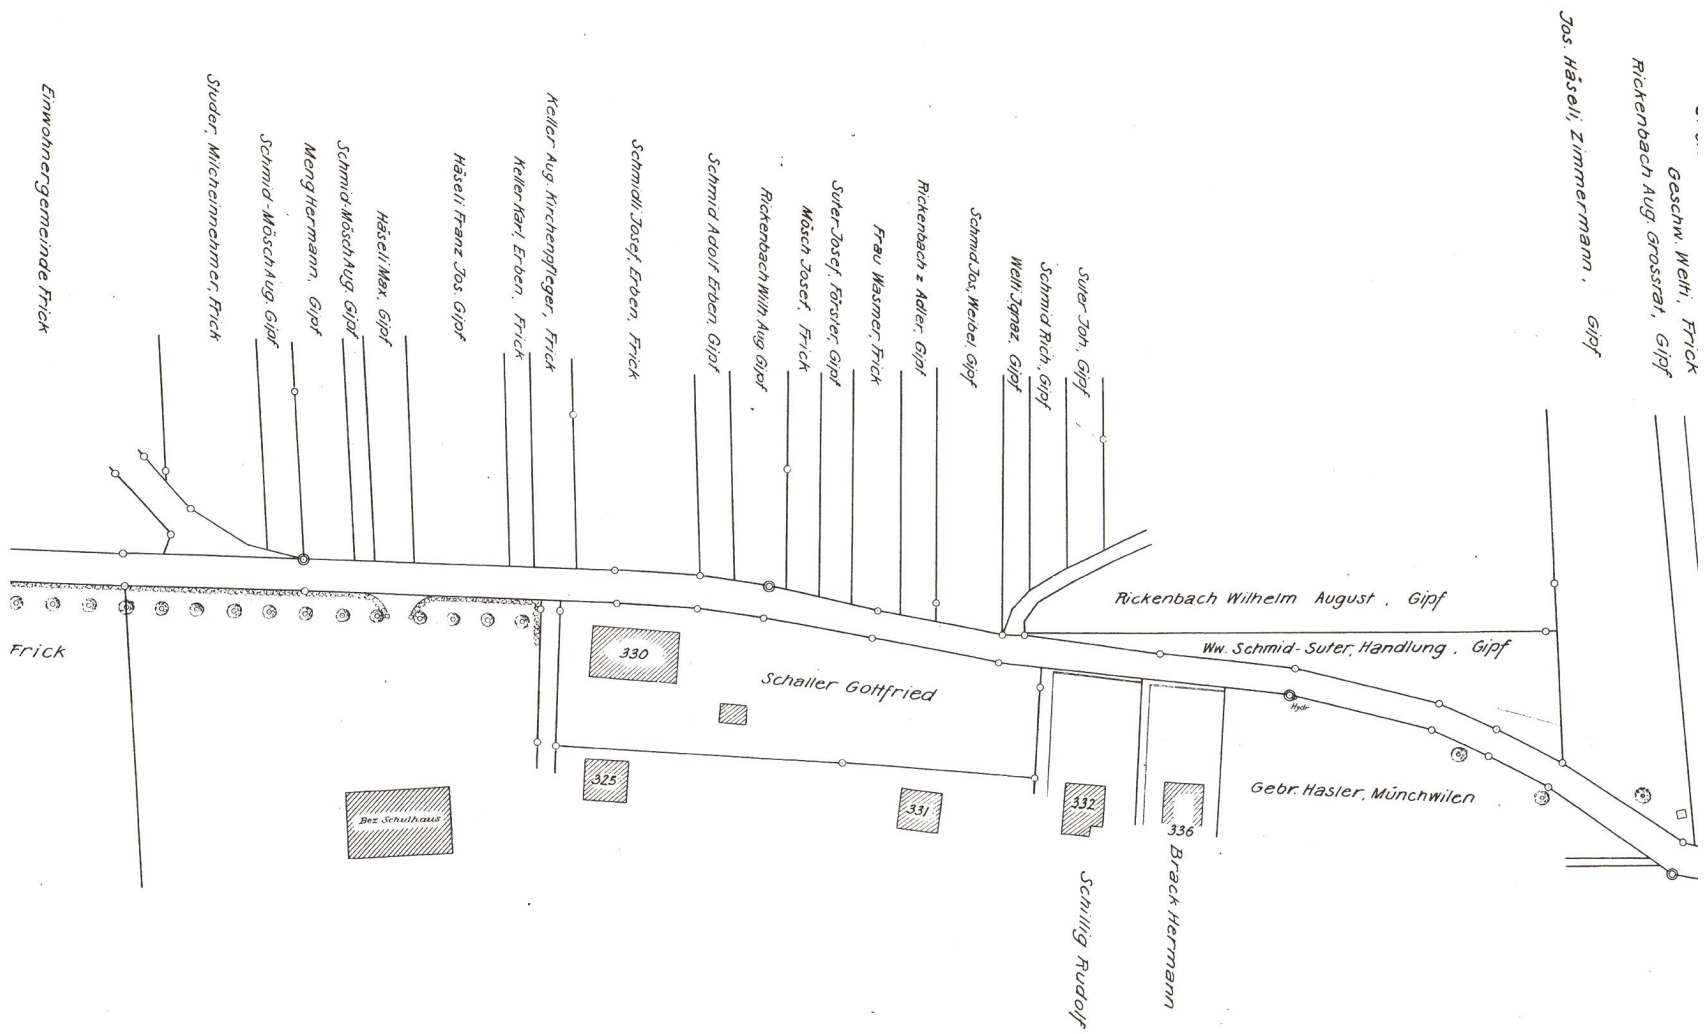 Einwohnergemeinde Frick
Studer, Milcheinnehmer, Frick
Schmid-Mösch Aug. Gipf
Meng Hermann, Gipf
Schmid-Mösch Aug. Gipf
Häseli Max, Gipf
Häseli Franz Jos. Gipf
Keller Karl, Erben, Frick
Keller Aug. Kirchenpfleger, Frick
Schmidli Josef, Erben, Frick
Schmid Adolf Erben, Gipf
Rickenbach Wilh. Aug. Gipf
Mösch Josef, Frick
Suter Josef, Förster, Gipf
Frau Wasmer, Frick
Rickenbach z Adler, Gipf
Schmid Jos, Weibel, Gipf
Welti Ignaz, Gipf
Schmid Rich., Gipf
Suter Joh, Gipf
Jos. Häseli, Zimmermann, Gipf
Rickenbach Aug. Grossrat, Gipf
Geschw. Welti, Frick
Rickenbach Wilhelm August, Gipf
Ww. Schmid-Suter, Handlung, Gipf
Frick
330
Schaller Gottfried
Hydr
325
331
332
336
Bez. Schulhaus
Gebr. Hasler, Münchwilen
Schillig Rudolf
Brack Hermann